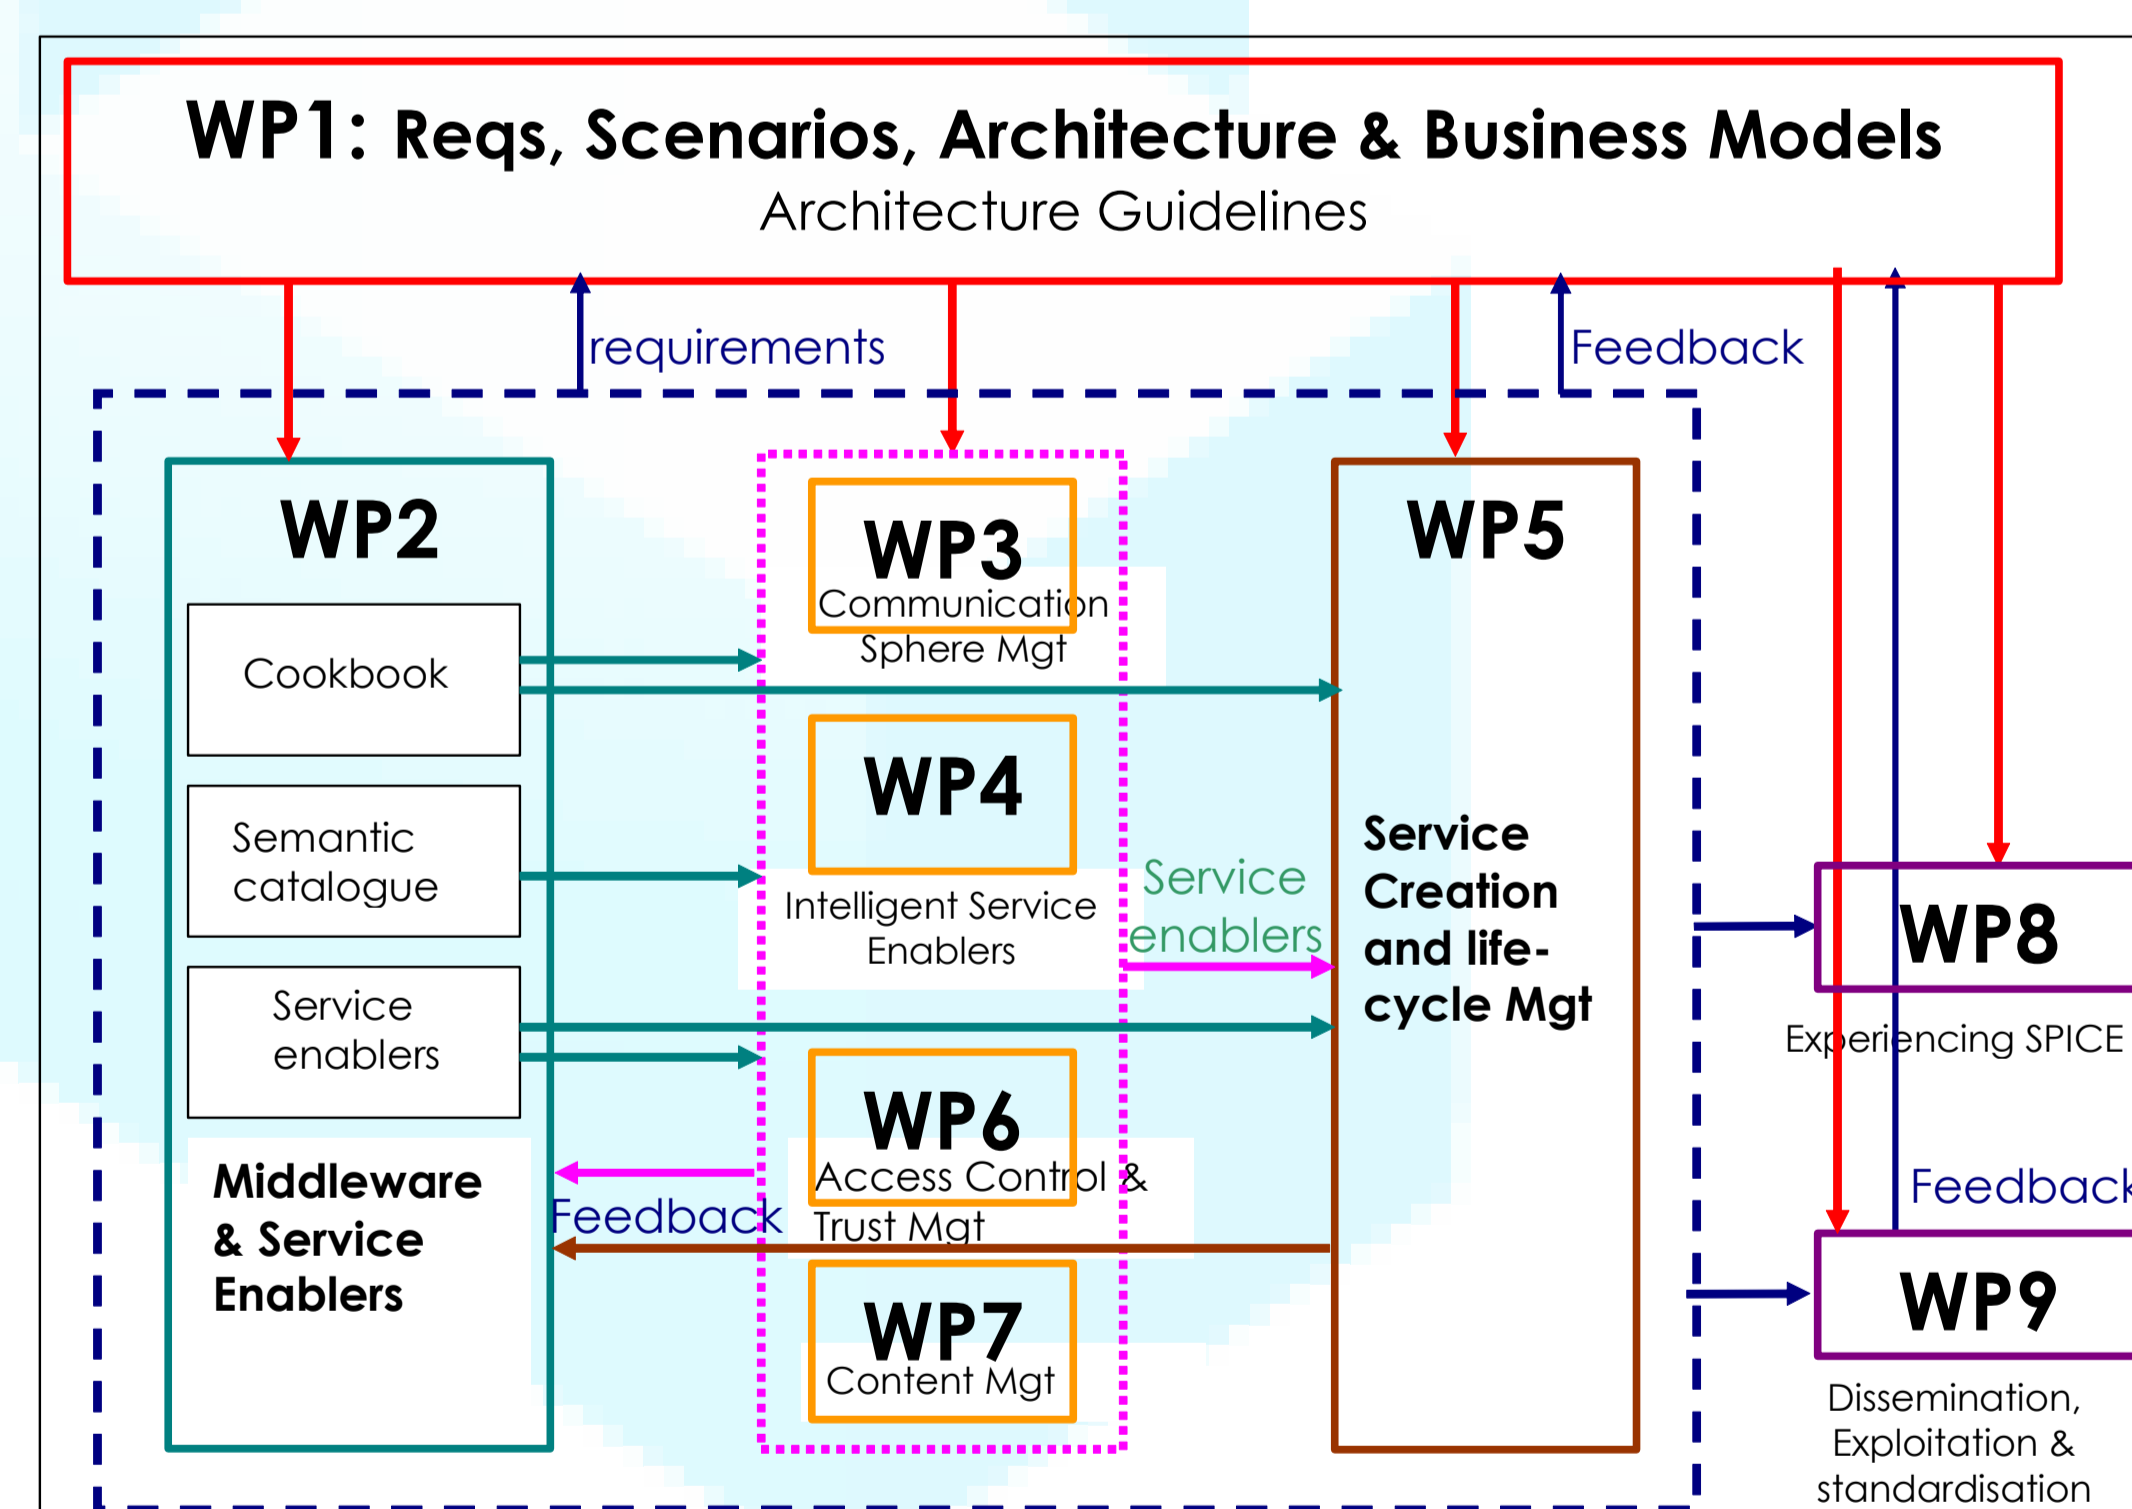 WP1: Reqs, Scenarios, Architecture & Business Models
Architecture Guidelines
requirements
Feedback
WP2
Cookbook
Semantic
catalogue
Service
enablers
Middleware
& Service
Enablers
WP3
Communication
Sphere Mgt
WP4
Intelligent Service
Enablers
WP6
Access Control &
Trust Mgt
WP7
Content Mgt
Feedback
Service
enablers
WP5
Service
Creation
and life-
cycle Mgt
WP8
Experiencing SPICE
Feedback
WP9
Dissemination,
Exploitation &
standardisation